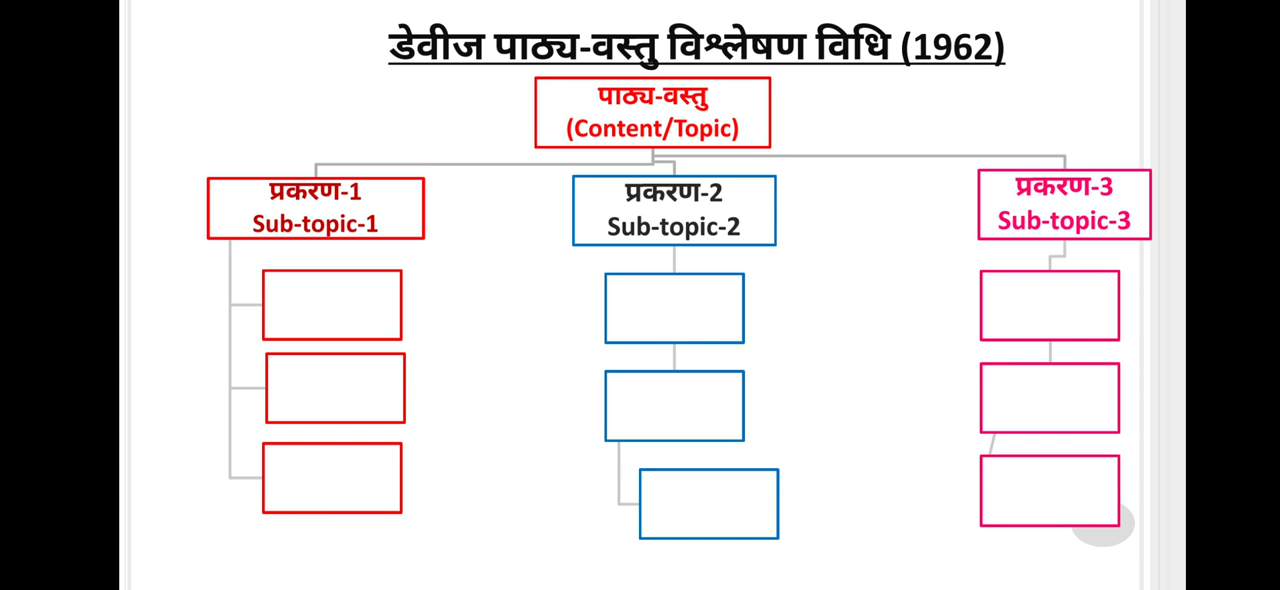 डेवीज पाठ्य-वस्तु विश्लेषण विधि (1962)
पाठ्य-वस्तु
(Content/Topic)
प्रकरण-1
Sub-topic-1
प्रकरण-2
Sub-topic-2
प्रकरण-3
Sub-topic-3